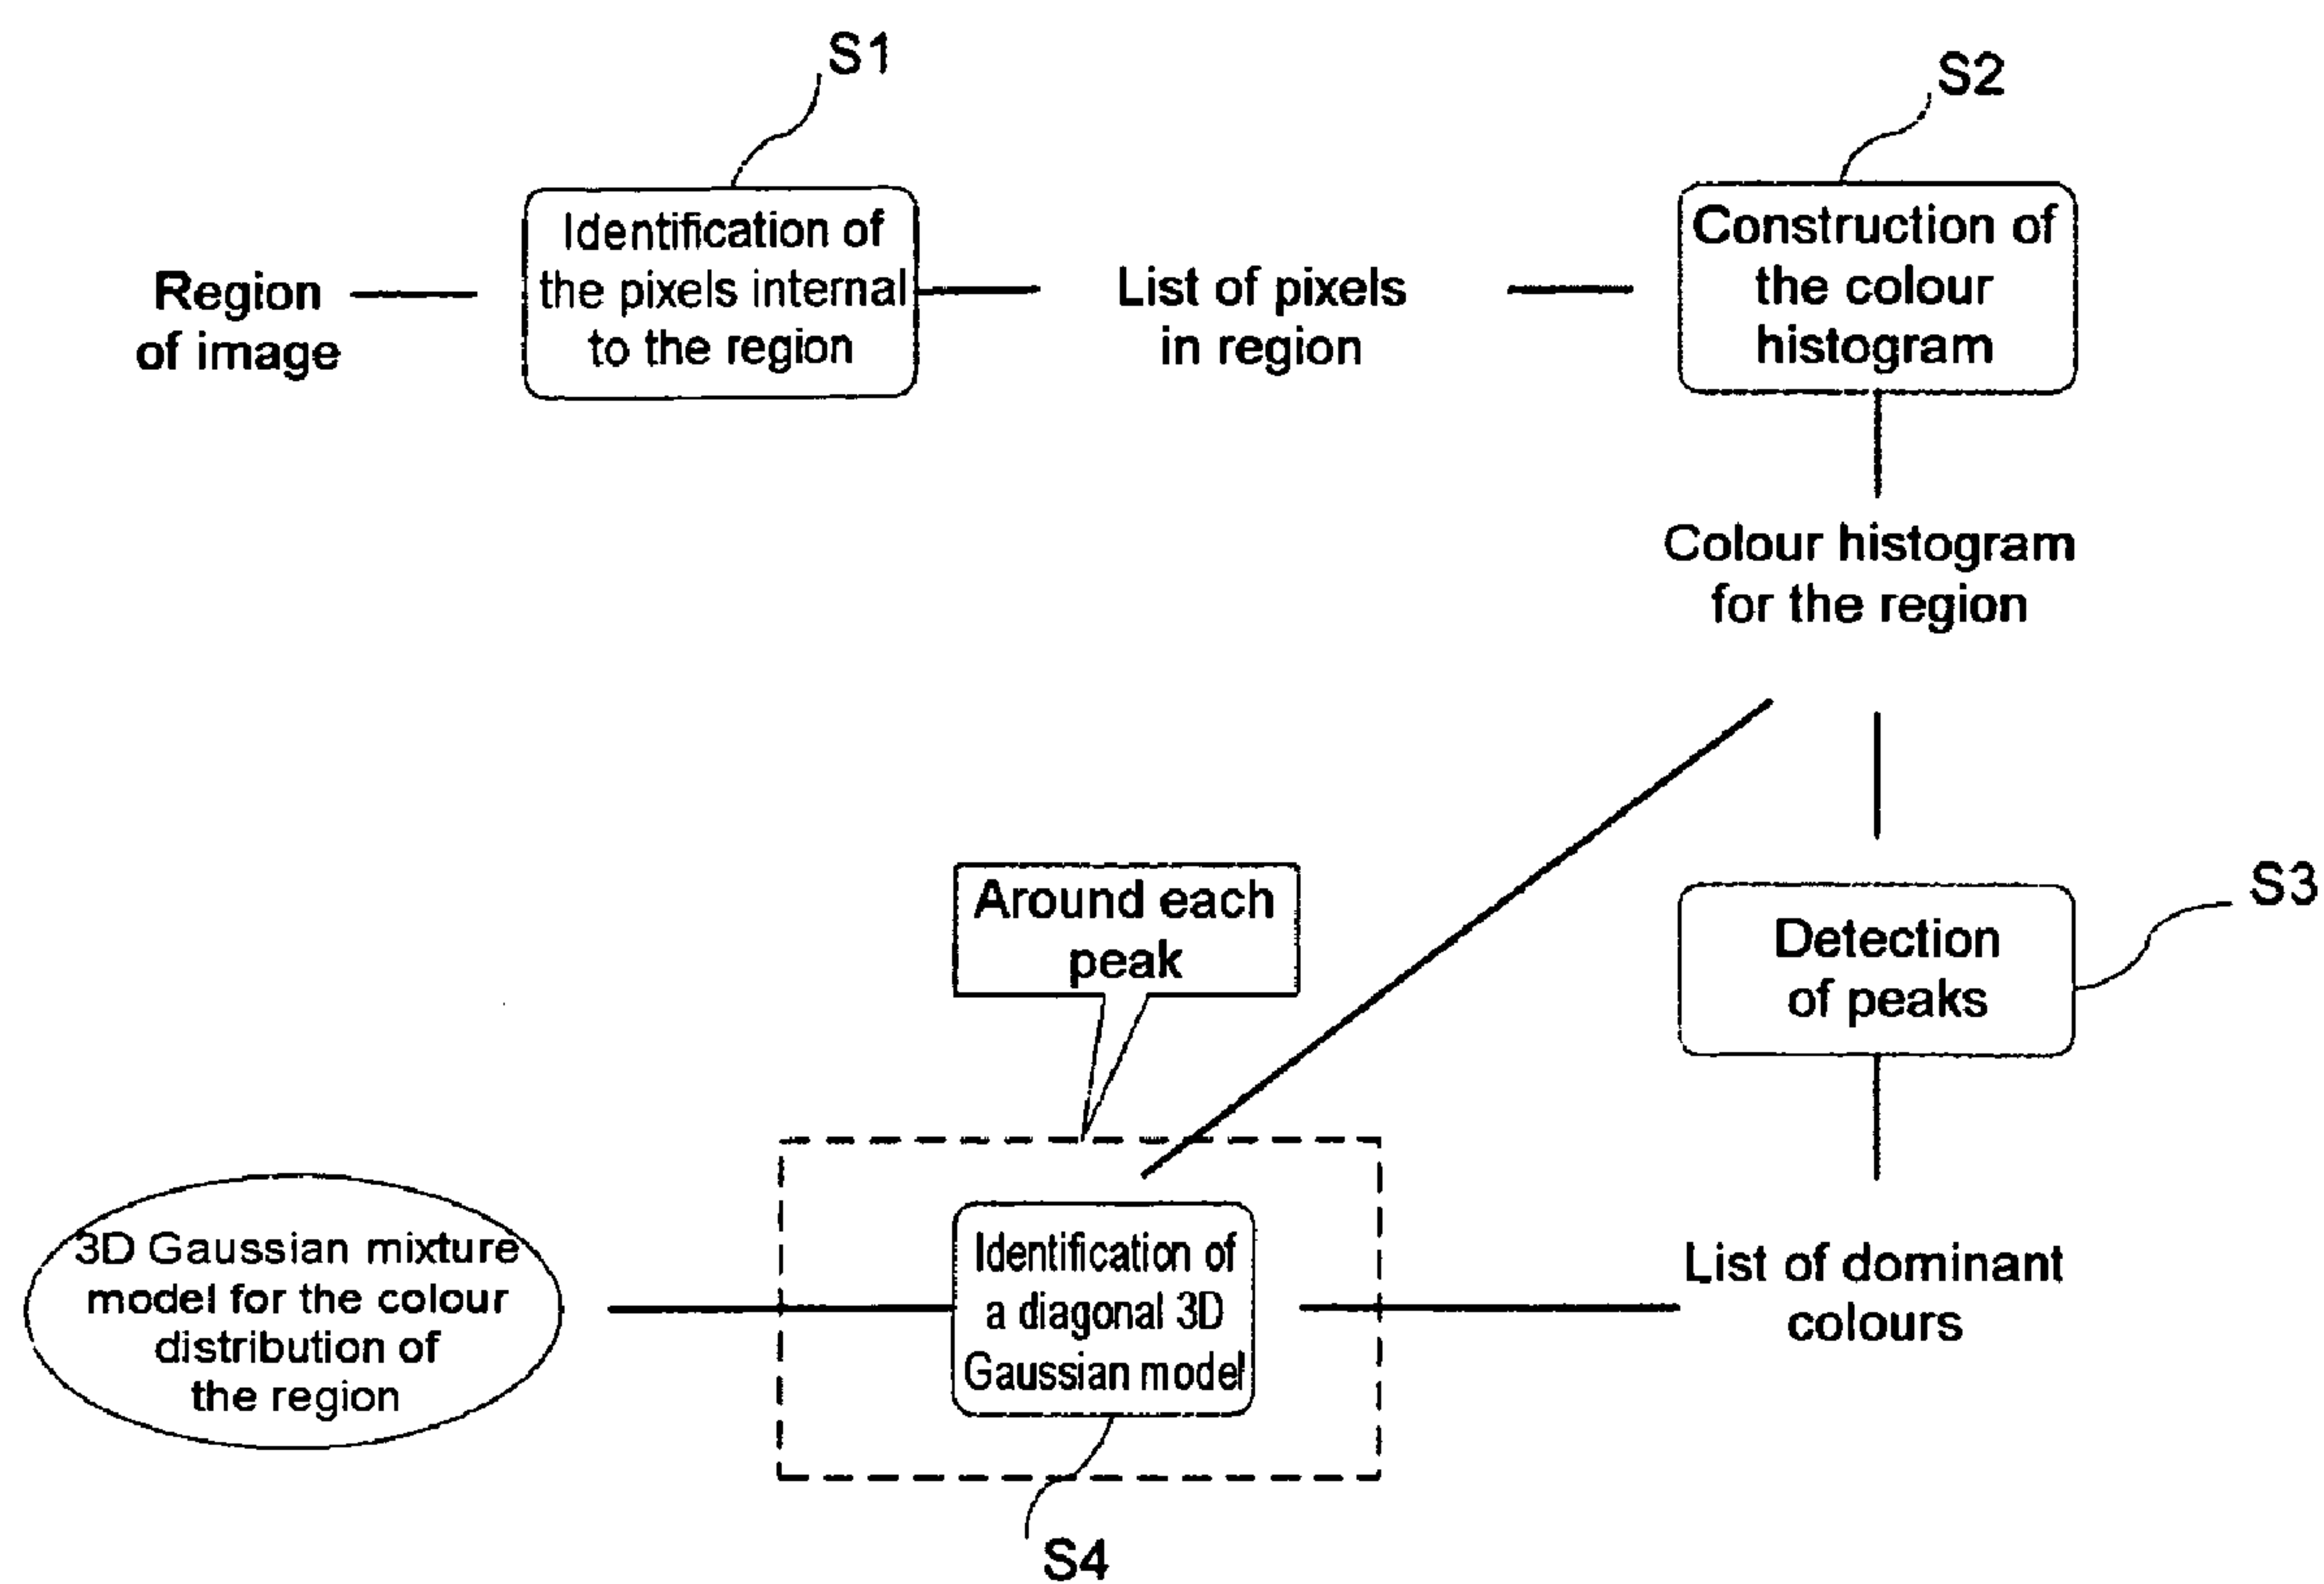 S1
S2
Region
of image
Identification of
the pixels internal
to the region
List of pixels
in region
Construction of
the colour
histogram
Colour histogram
for the region
Around each
peak
S3
Detection
of peaks
3D Gaussian mixture
model for the colour
distribution of
the region
Identification of
a diagonal 3D
Gaussian model
List of dominant
colours
S4